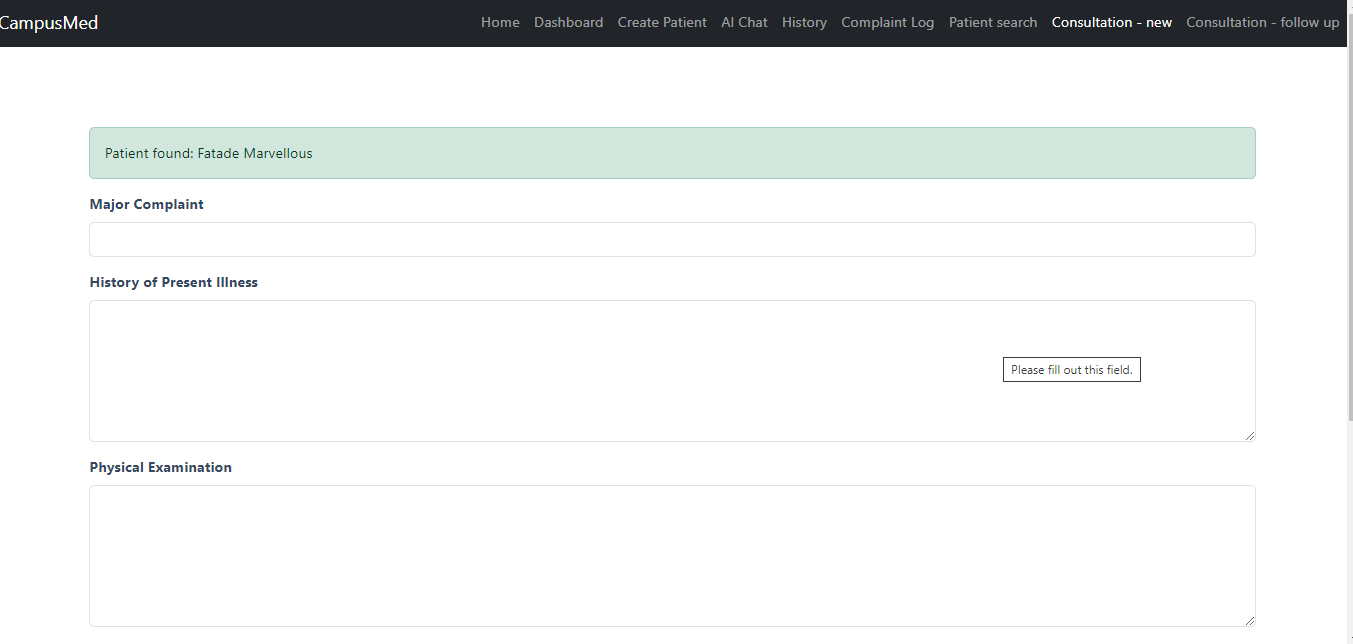 CampusMed
Home Dashboard Create Patient AI Chat History Complaint Log Patient search Consultation - new Consultation - follow up
Patient found: Fatade Marvellous
Major Complaint
History of Present Illness
Please fill out this field.
Physical Examination